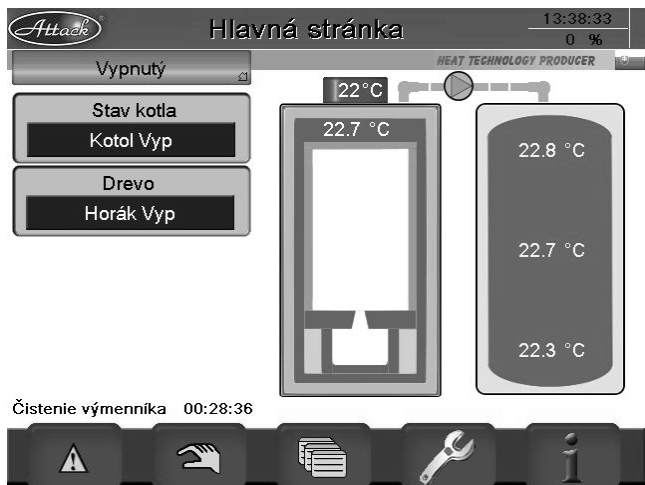 Attack
Hlavná stránka
13:38:33
0 %
HEAT TECHNOLOGY PRODUCER
Vypnutý
22°C
Stav kotla
Kotol Vyp
22.7 °C
22.8 °C
Drevo
Horák Vyp
22.7 °C
22.3 °C
Čistenie výmenníka 00:28:36